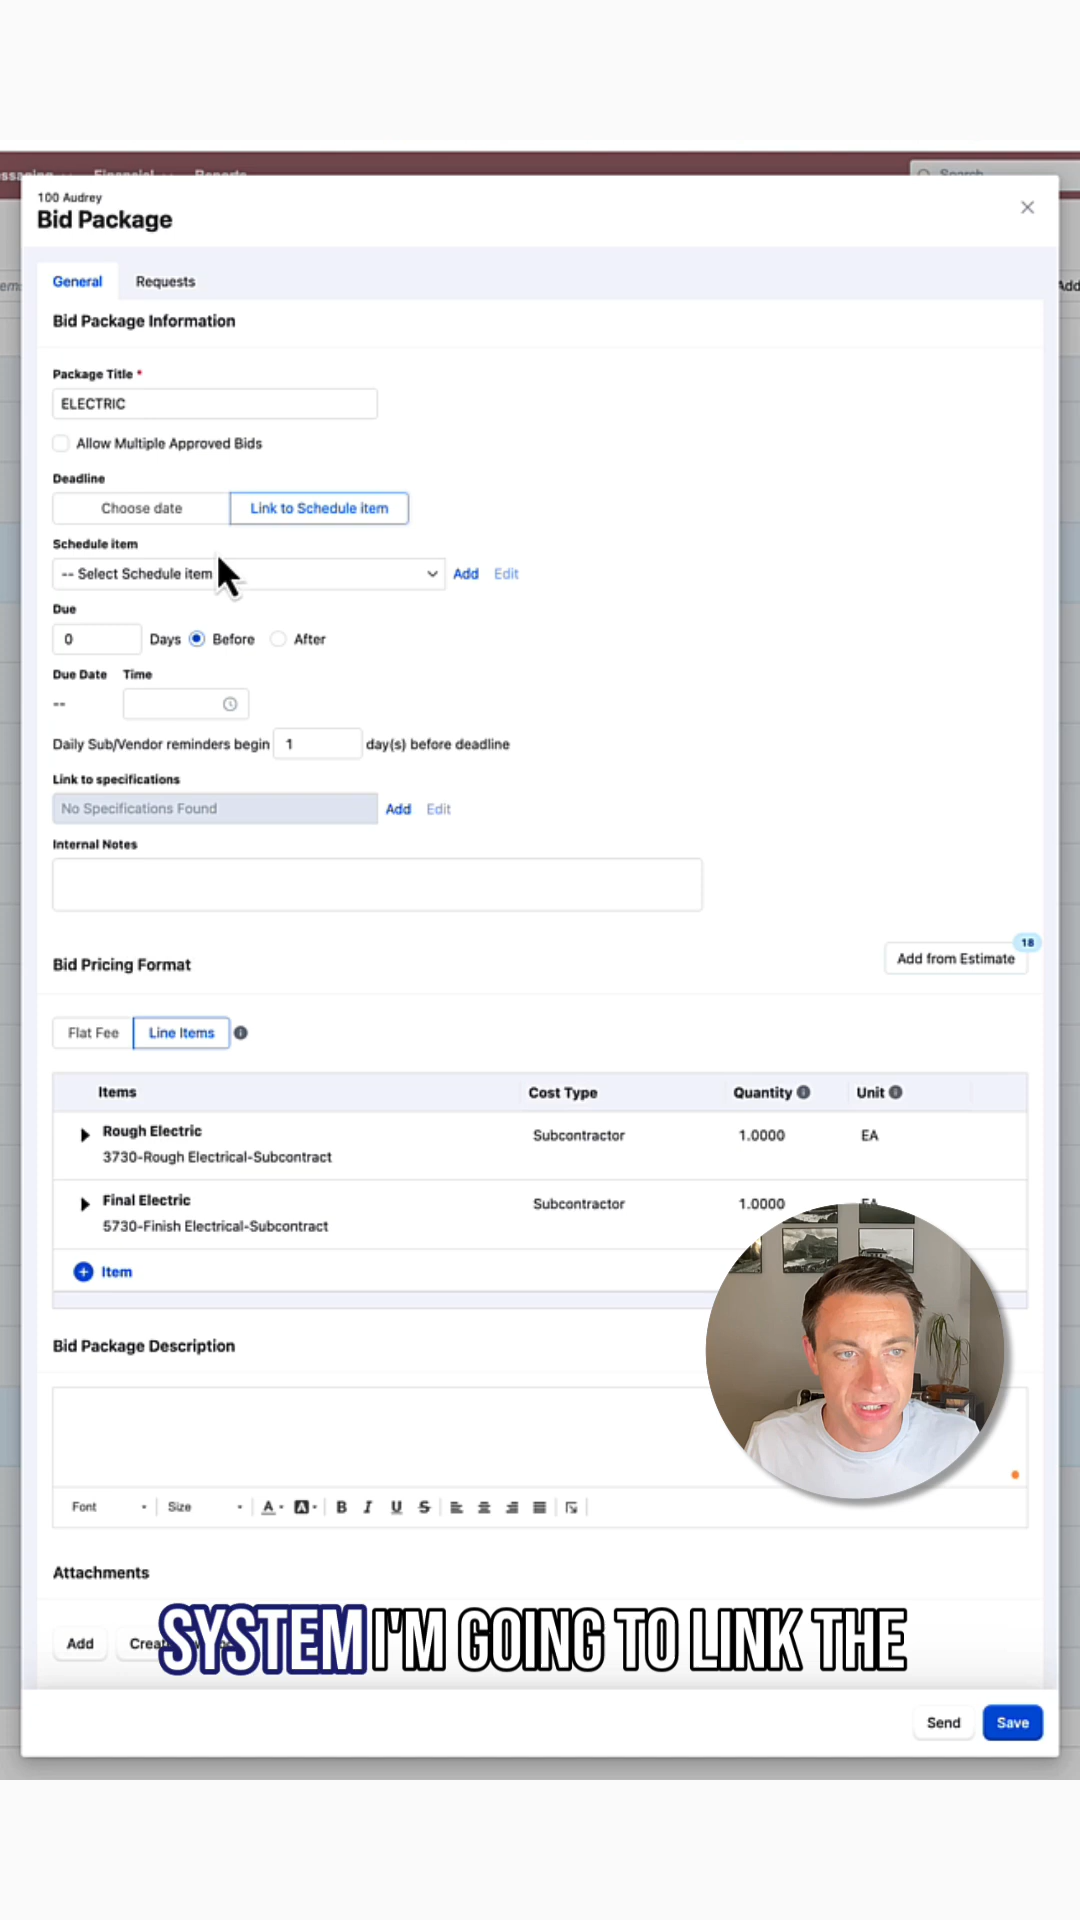 Financial
Reports
Search
100 Audrey
Bid Package
General Requests
Add
Bid Package Information
Package Title *
ELECTRIC
Allow Multiple Approved Bids
Deadline
Choose date Link to Schedule item
Schedule item
-- Select Schedule item Add Edit
Due
0 Days Before After
Due Date Time
--
Daily Sub/Vendor reminders begin 1 day(s) before deadline
Link to specifications
No Specifications Found Add Edit
Internal Notes
18
Bid Pricing Format Add from Estimate
Flat Fee Line Items
Items Cost Type Quantity Unit
Rough Electric Subcontractor 1.0000 EA
3730-Rough Electrical-Subcontract
Final Electric Subcontractor 1.0000 EA
5730-Finish Electrical-Subcontract
Item
Bid Package Description
Font Size A A B I U S
Attachments
Add
SYSTEM I'M GOING TO LINK THE
Send Save